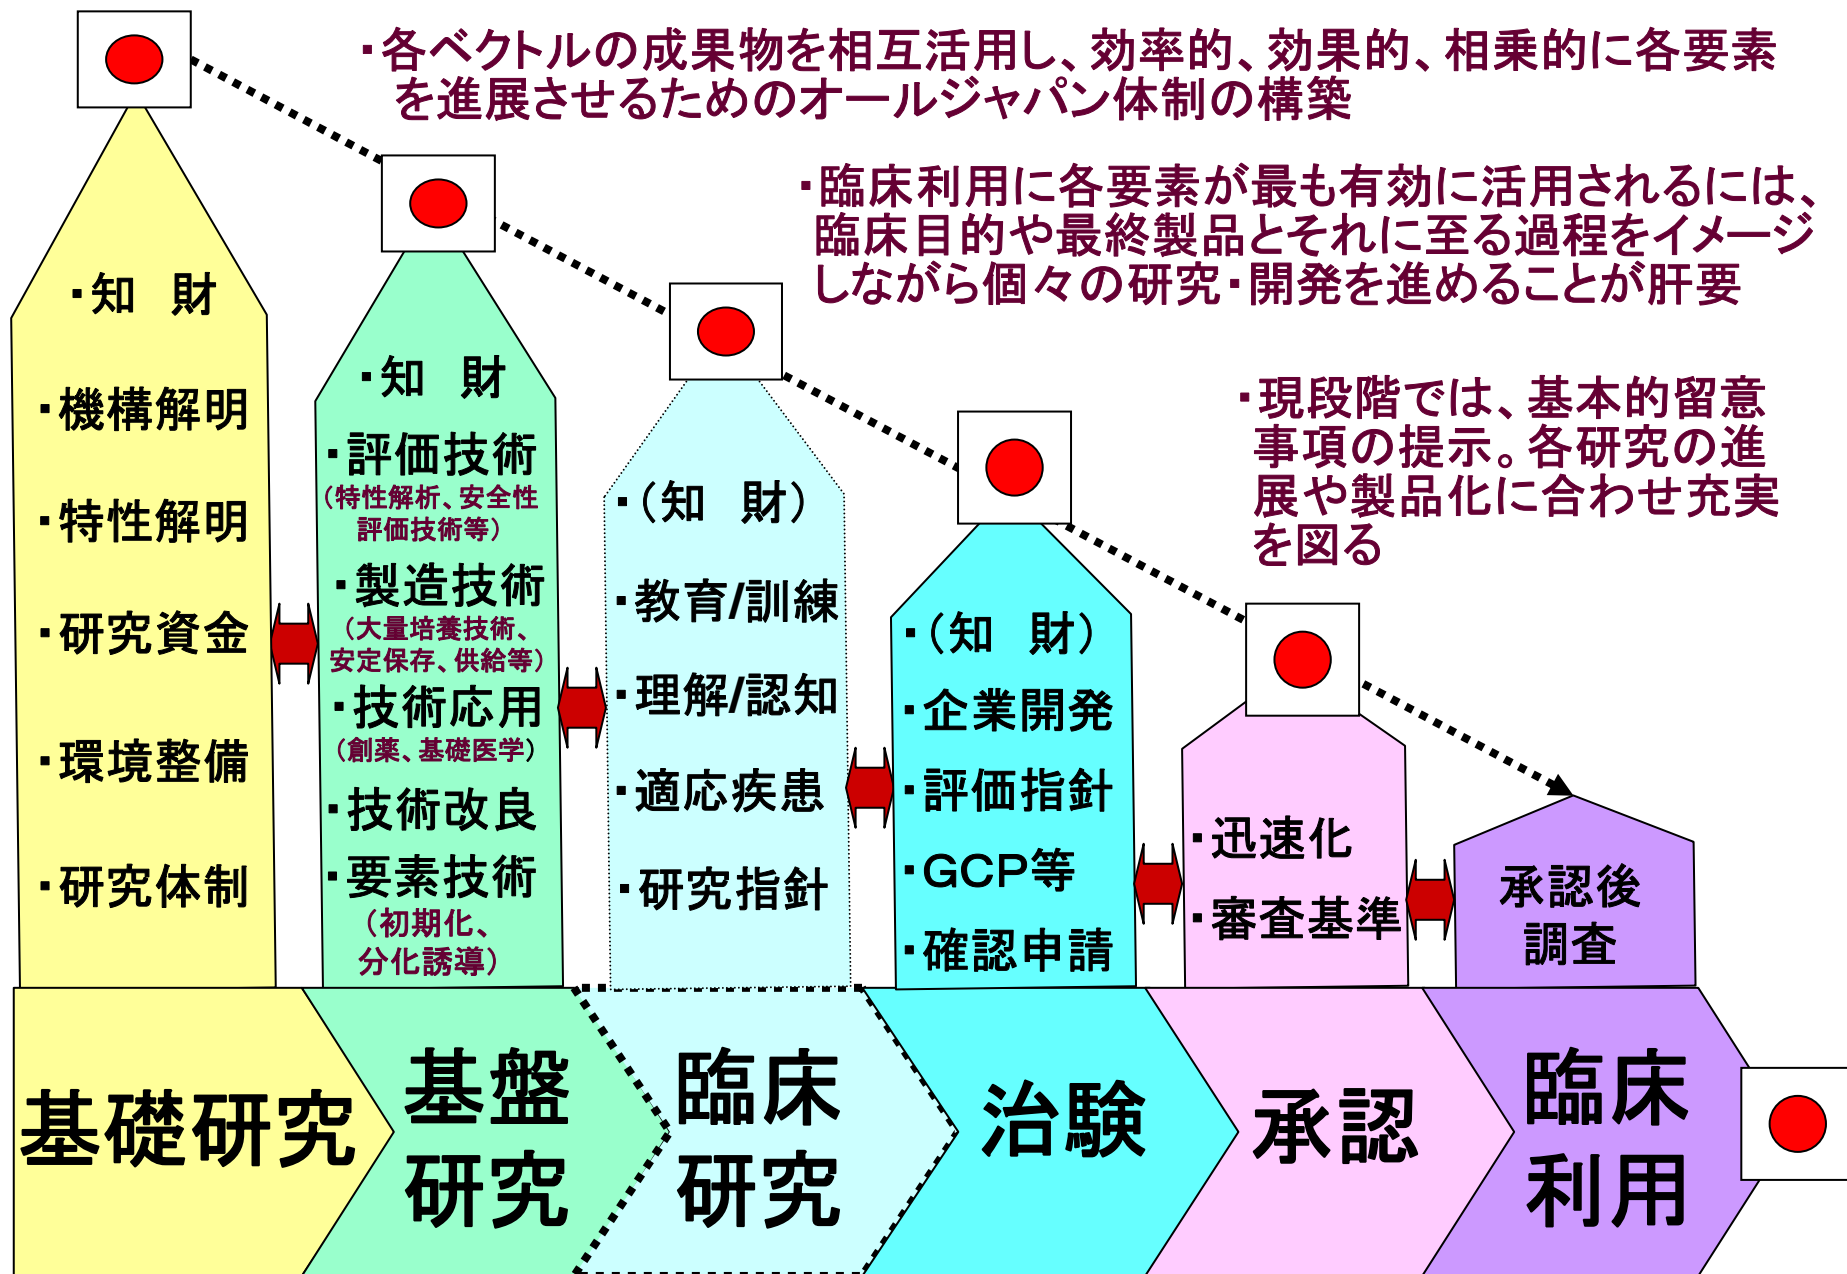 ・各ベクトルの成果物を相互活用し、効率的、効果的、相乗的に各要素
を進展させるためのオールジャパン体制の構築
・臨床利用に各要素が最も有効に活用されるには、
臨床目的や最終製品とそれに至る過程をイメージ
しながら個々の研究・開発を進めることが肝要
・現段階では、基本的留意
事項の提示。各研究の進
展や製品化に合わせ充実
を図る
・知　財
・機構解明
・特性解明
・研究資金
・環境整備
・研究体制
・知　財
・評価技術
（特性解析、安全性
評価技術等）
・製造技術
（大量培養技術、
安定保存、供給等）
・技術応用
（創薬、基礎医学）
・技術改良
・要素技術
（初期化、
分化誘導）
・（知　財）
・教育/訓練
・理解/認知
・適応疾患
・研究指針
・（知　財）
・企業開発
・評価指針
・GCP等
・確認申請
・迅速化
・審査基準
承認後
調査
基礎研究
基盤
研究
臨床
研究
治験
承認
臨床
利用